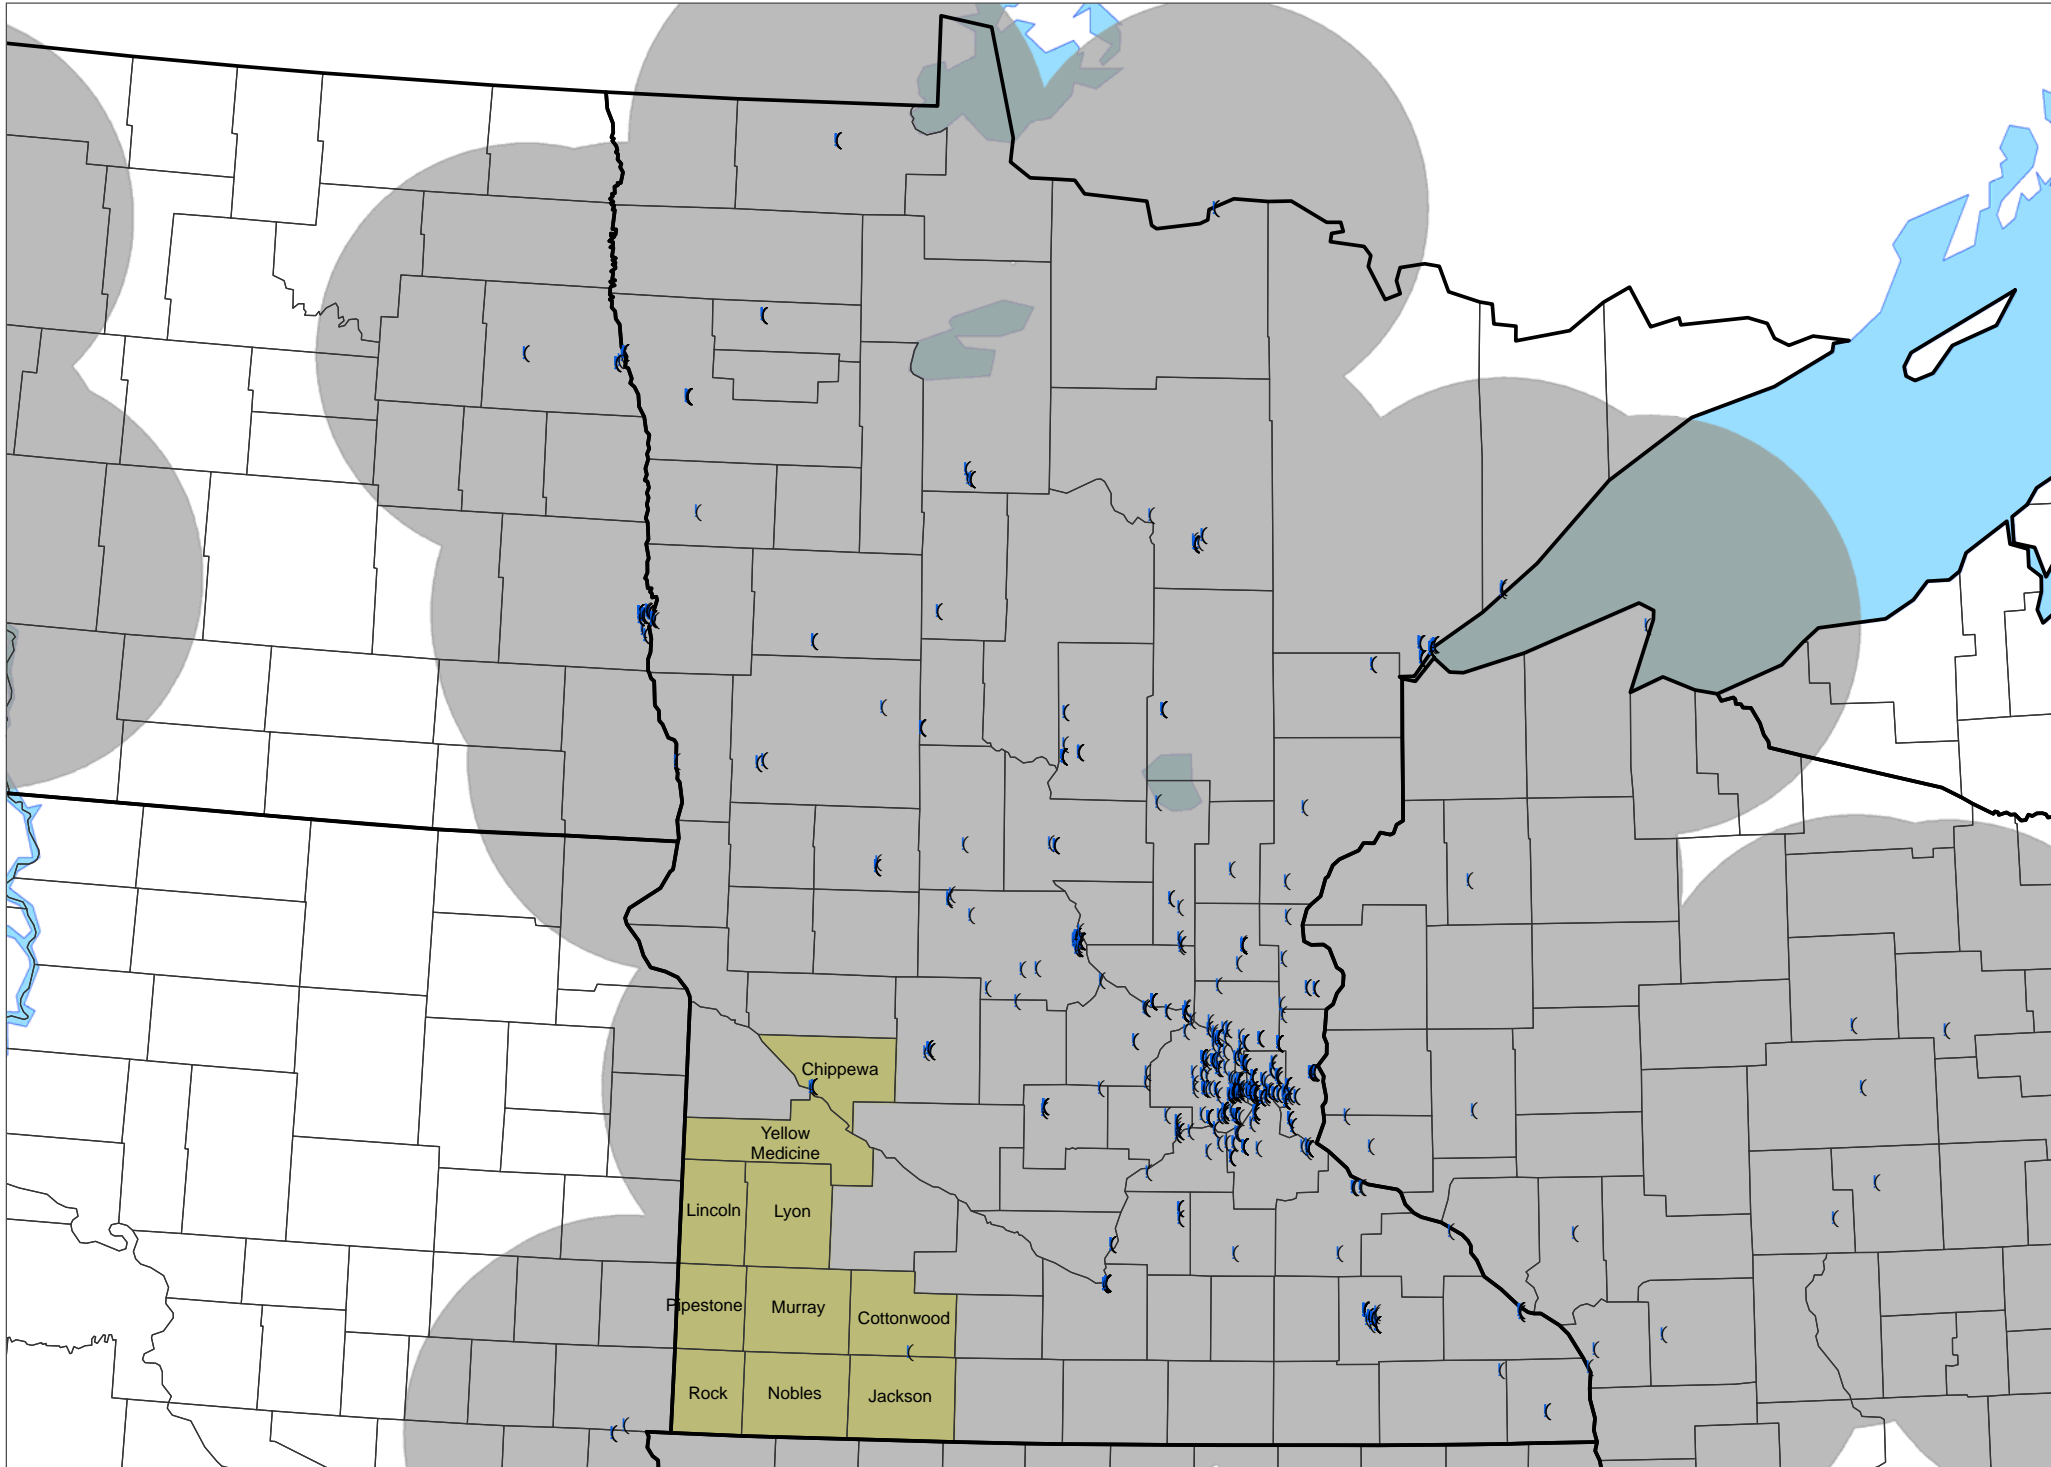 Chippewa
Yellow
Medicine
Lincoln
Lyon
Pipestone
Murray
Cottonwood
Rock
Nobles
Jackson